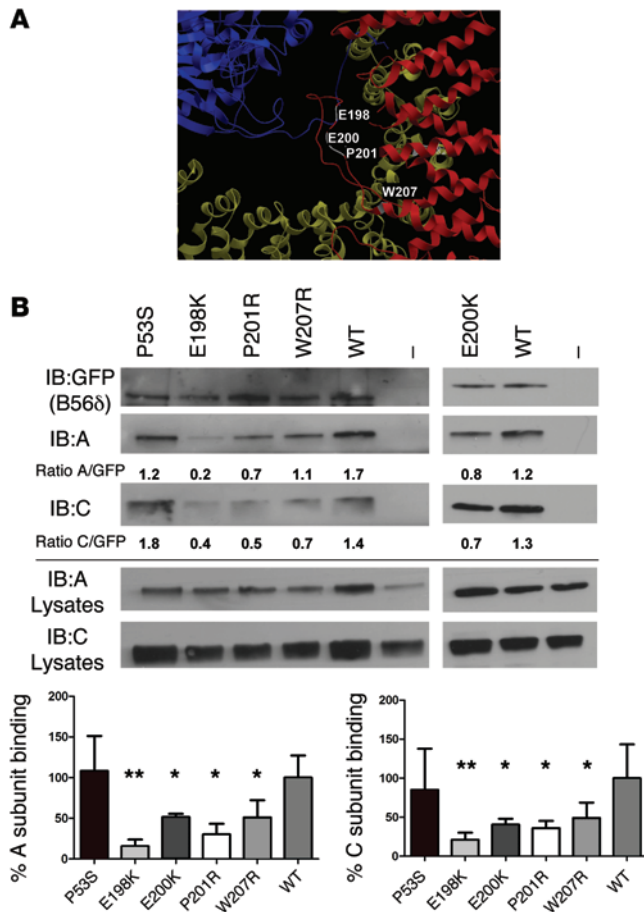 A
E198
E200
P201
W207
B
P53S E198K P201R W207R WT – E200K WT –
IB:GFP
(B56δ)
IB:A
Ratio A/GFP 1.2 0.2 0.7 1.1 1.7 0.8 1.2
IB:C
Ratio C/GFP 1.8 0.4 0.5 0.7 1.4 0.7 1.3
IB:A
Lysates
IB:C
Lysates
% A subunit binding
200
150
100
50
0
** * * *
P53S E198K E200K P201R W207R WT
% C subunit binding
200
150
100
50
0
** * * *
P53S E198K E200K P201R W207R WT